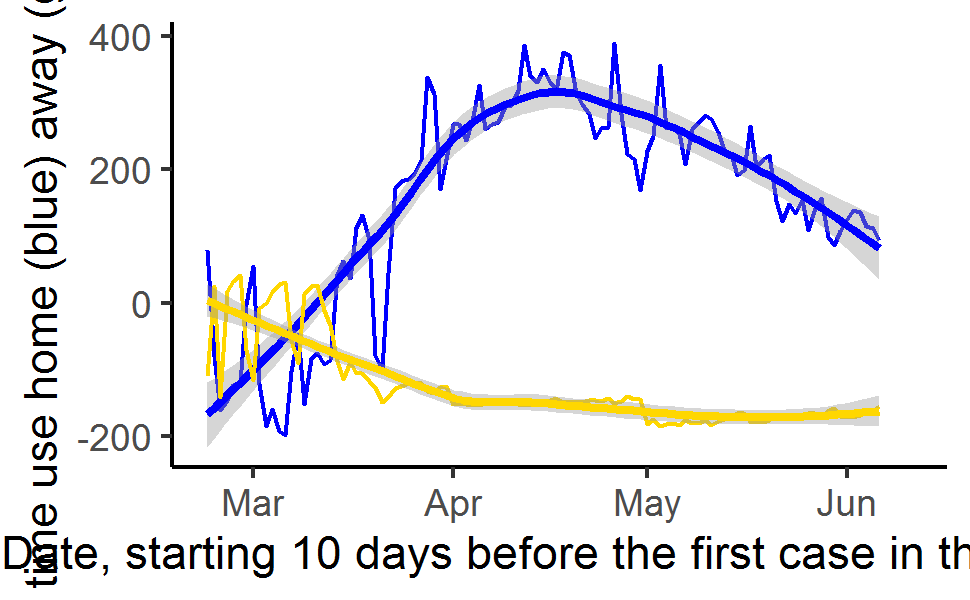 time use home (blue) away (
400
200
0
-200
Mar Apr May Jun
Date, starting 10 days before the first case in th